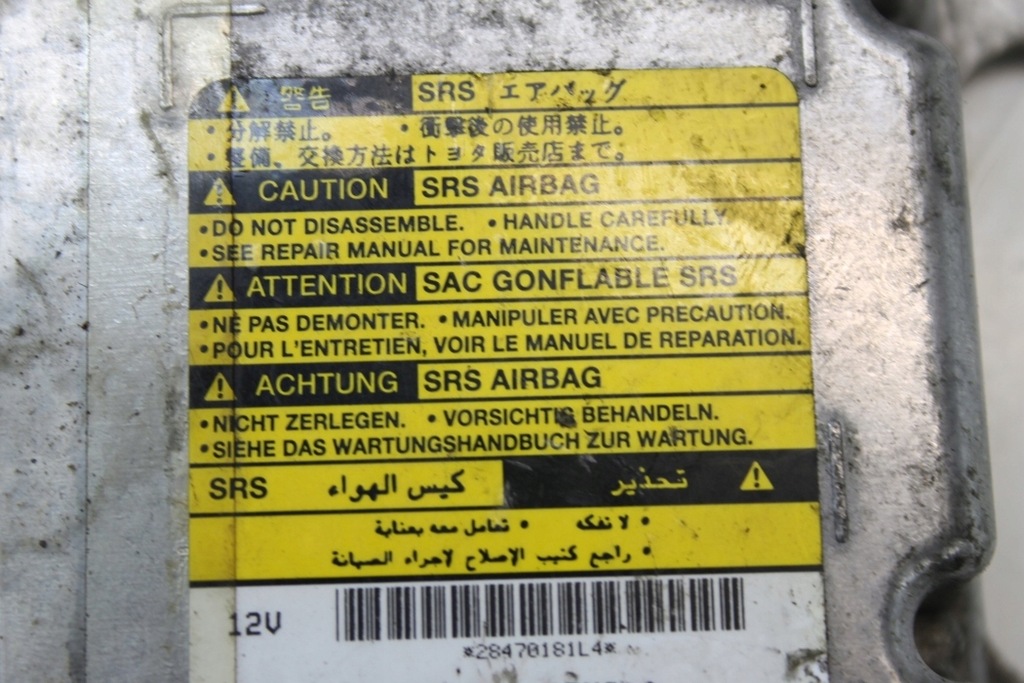 警告 SRS エアバッグ
・分解禁止。 ・衝撃後の使用禁止。
・整備、交換方法はトヨタ販売店まで。
CAUTION SRS AIRBAG
•DO NOT DISASSEMBLE. •HANDLE CAREFULLY.
•SEE REPAIR MANUAL FOR MAINTENANCE.
ATTENTION SAC GONFLABLE SRS
•NE PAS DEMONTER. •MANIPULER AVEC PRECAUTION.
•POUR L'ENTRETIEN, VOIR LE MANUEL DE REPARATION.
ACHTUNG SRS AIRBAG
•NICHT ZERLEGEN. •VORSICHTIG BEHANDELN.
•SIEHE DAS WARTUNGSHANDBUCH ZUR WARTUNG.
تحذير كيس الهواء SRS
• لا تفكه • تعامل معه بعناية
• راجع كتيب الإصلاح لإجراء الصيانة
12V
*28470181L4*